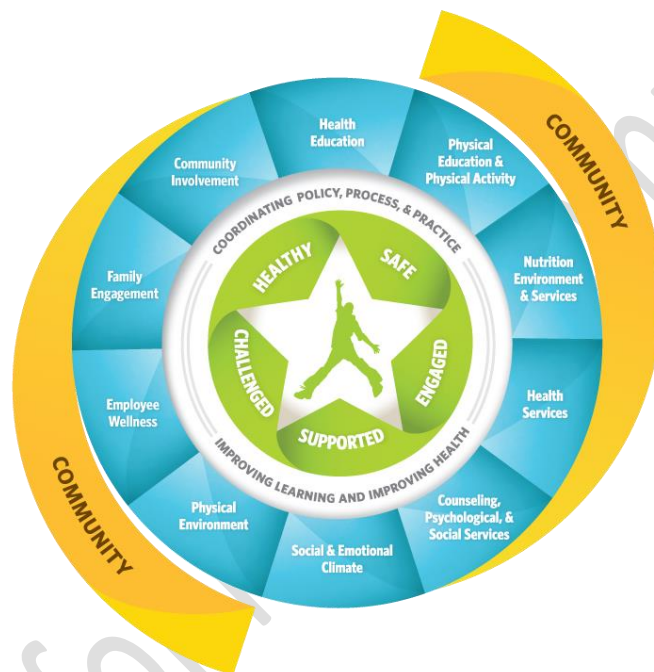 COMMUNITY
Health
Education
Physical
Education &
Physical Activity
Nutrition
Environment
& Services
Health
Services
Counseling,
Psychological, &
Social Services
Social & Emotional
Climate
Physical
Environment
Employee
Wellness
Family
Engagement
Community
Involvement
COMMUNITY
COORDINATING POLICY, PROCESS, & PRACTICE
IMPROVING LEARNING AND IMPROVING HEALTH
HEALTHY
SAFE
ENGAGED
SUPPORTED
CHALLENGED